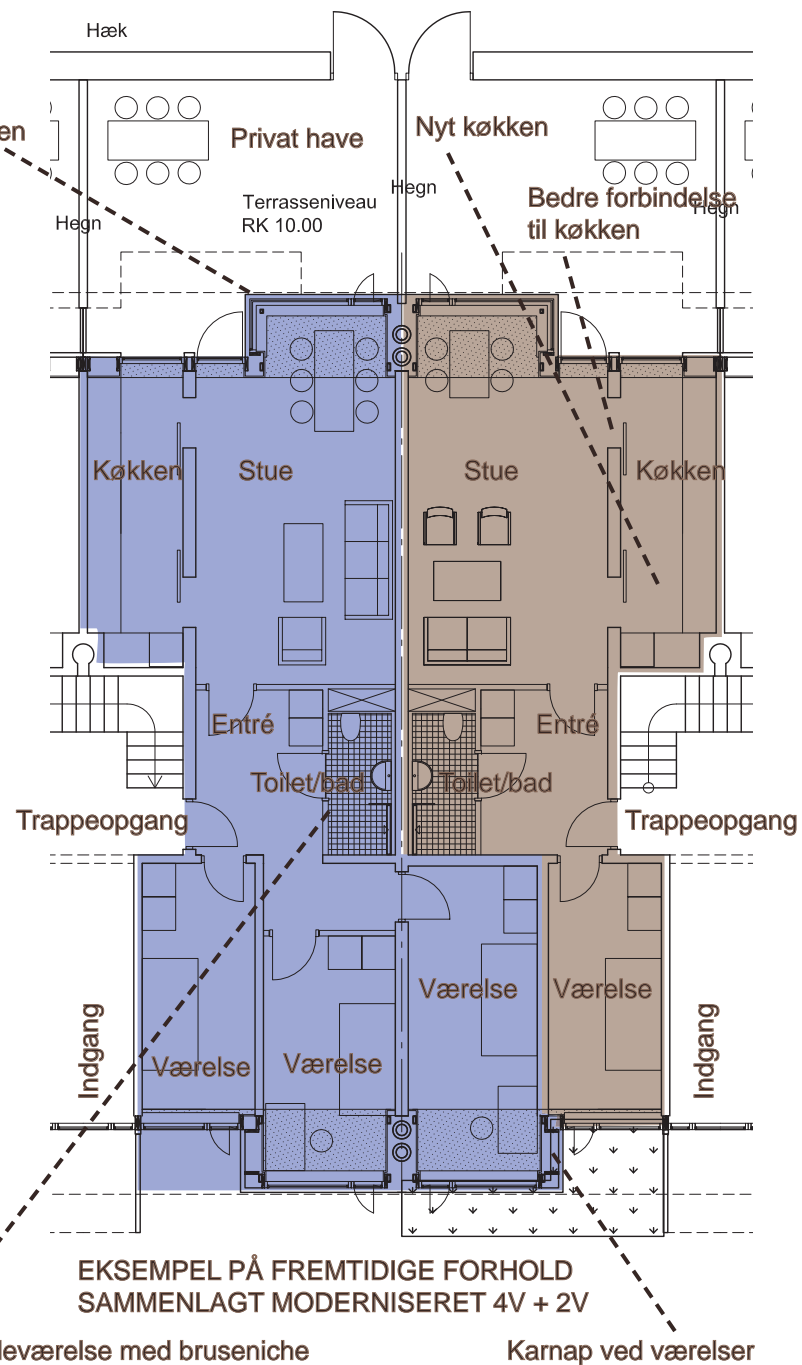 Hæk
en
Privat have
Nyt køkken
Hegn
Bedre forbindelse
til køkken
Terrasseniveau
RK 10.00
Hegn
Hegn
Køkken
Stue
Stue
Køkken
Entré
Entré
Toilet/bad
Toilet/bad
Trappeopgang
Trappeopgang
Værelse
Værelse
Indgang
Værelse
Værelse
Indgang
EKSEMPEL PÅ FREMTIDIGE FORHOLD
SAMMENLAGT MODERNISERET 4V + 2V
deværelse med bruseniche
Karnap ved værelser